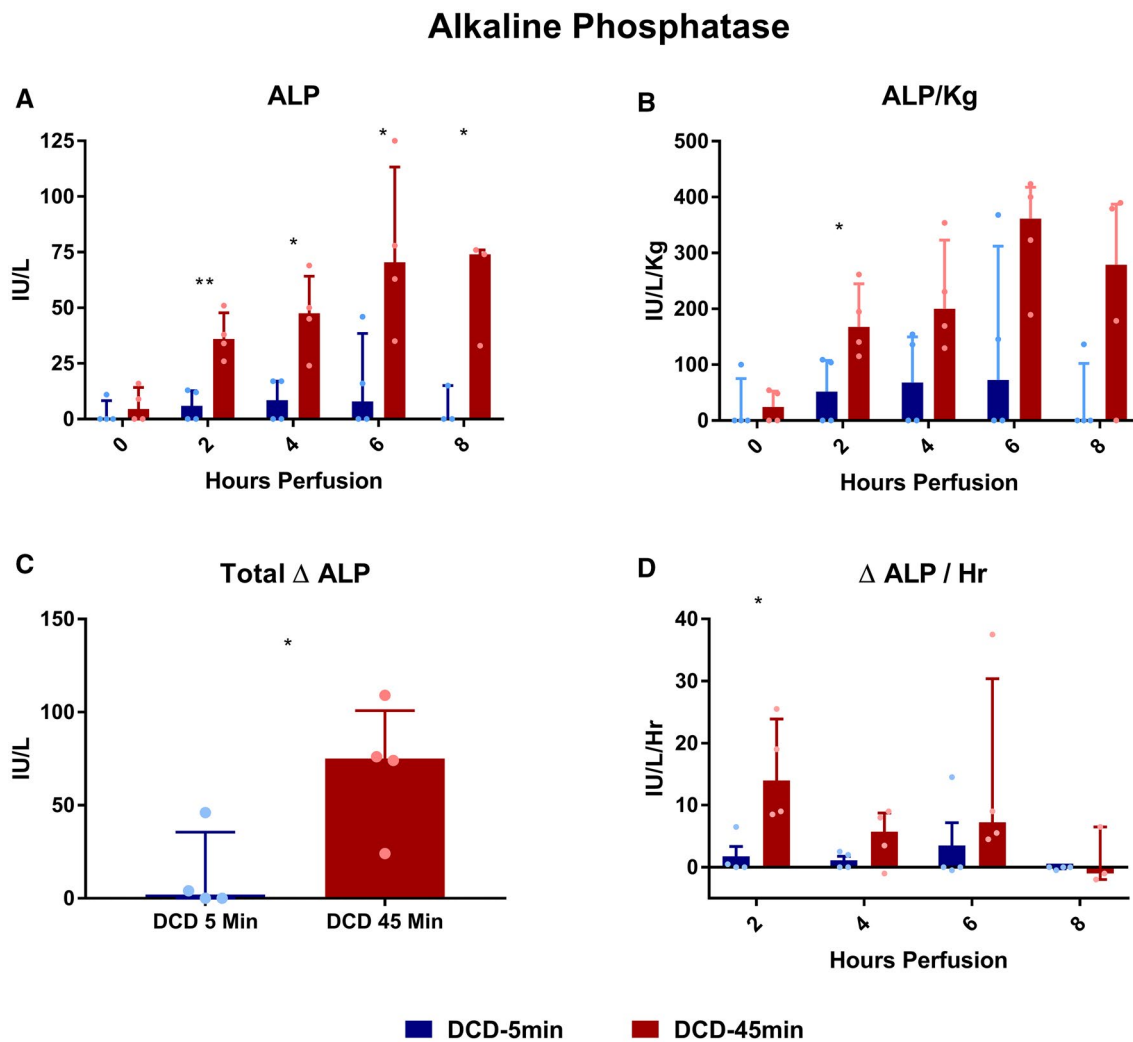 Alkaline Phosphatase
A
ALP
IU/L
125
100
75
50
25
0
* *
*
*
*
0
2
4
6
8
Hours Perfusion
B
ALP/Kg
IU/L/Kg
500
400
300
200
100
0
*
0
2
4
6
8
Hours Perfusion
C
Total Δ ALP
IU/L
150
100
50
0
*
DCD 5 Min
DCD 45 Min
D
Δ ALP / Hr
IU/L/Hr
40
30
20
10
0
*
2
4
6
8
Hours Perfusion
DCD-5min
DCD-45min